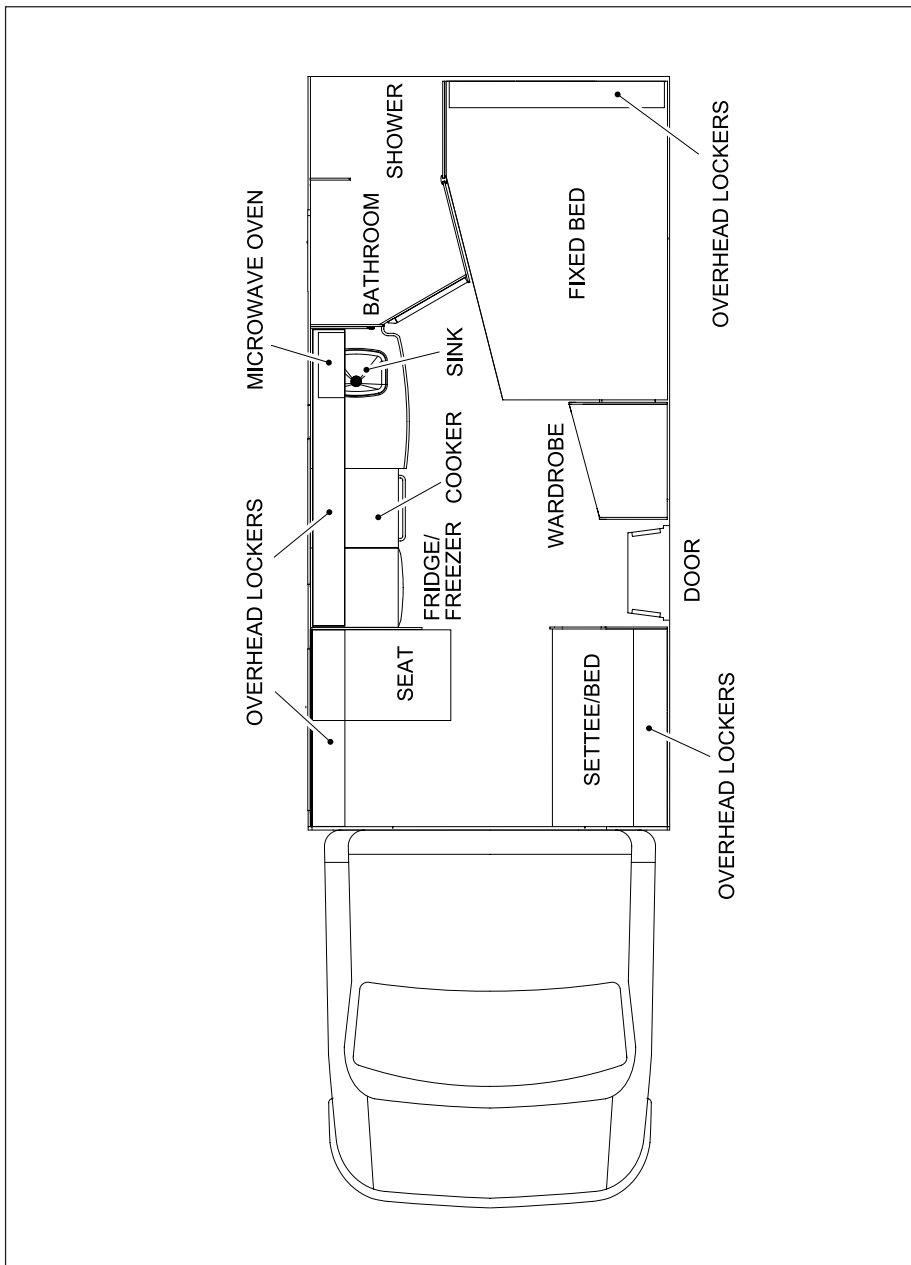 SHOWER
BATHROOM
MICROWAVE OVEN
OVERHEAD LOCKERS
FIXED BED
SINK
COOKER
OVERHEAD LOCKERS
FRIDGE/
FREEZER
WARDROBE
DOOR
SEAT
SETTEE/BED
OVERHEAD LOCKERS